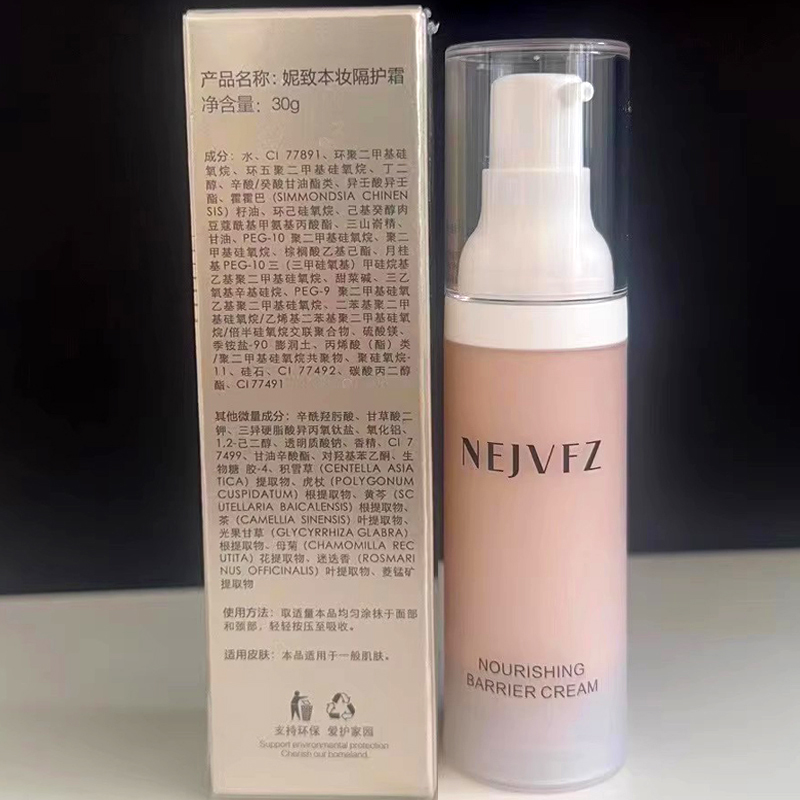 产品名称：妮致本妆隔护霜
净含量：30g
成分：水、CI 77891、环聚二甲基硅
氧烷、环五聚二甲基硅氧烷、丁二
醇、辛酸/癸酸甘油酯类、异壬酸异壬
酯、霍霍巴（SIMMONDSIA CHINEN
SIS）籽油、环己硅氧烷、己基癸醇肉
豆蔻酰基甲氨基丙酸酯、三山嵛精、
甘油、PEG-10 聚二甲基硅氧烷、聚二
甲基硅氧烷、棕榈酸乙基己酯、月桂
基PEG-10 三（三甲硅氧基）甲硅烷基
乙基聚二甲基硅氧烷、甜菜碱、三乙
氧基辛基硅烷、PEG-9 聚二甲基硅氧
乙基聚二甲基硅氧烷、二苯基聚二甲
基硅氧烷/乙烯基二苯基聚二甲基硅氧烷
/倍半硅氧烷交联聚合物、硫酸镁、
季铵盐-90 膨润土、丙烯酸（酯）类
/聚二甲基硅氧烷共聚物、聚硅氧烷-
11、硅石、CI 77492、碳酸丙二醇
酯、CI 77491
其他微量成分：辛酰羟肟酸、甘草酸二
钾、三异硬脂酸异丙氧钛盐、氧化铝、
1,2-己二醇、透明质酸钠、香精、CI 7
7499、甘油辛酸酯、对羟基苯乙酮、生
物糖 胶-4、积雪草（CENTELLA ASIA
TICA）提取物、虎杖（POLYGONUM
CUSPIDATUM）根提取物、黄芩（SC
UTELLARIA BAICALENSIS）根提取物、
茶（CAMELLIA SINENSIS）叶提取物、
光果甘草（GLYCYRRHIZA GLABRA）
根提取物、母菊（CHAMOMILLA REC
UTITA）花提取物、迷迭香（ROSMARI
NUS OFFICINALIS）叶提取物、菱锰矿
提取物
使用方法：取适量本品均匀涂抹于面部
和颈部，轻轻按压至吸收。
适用皮肤：本品适用于一般肌肤。
支持环保 爱护家园
Support environmental protection
Cherish out homeland.
NEJVFZ
NOURISHING
BARRIER CREAM